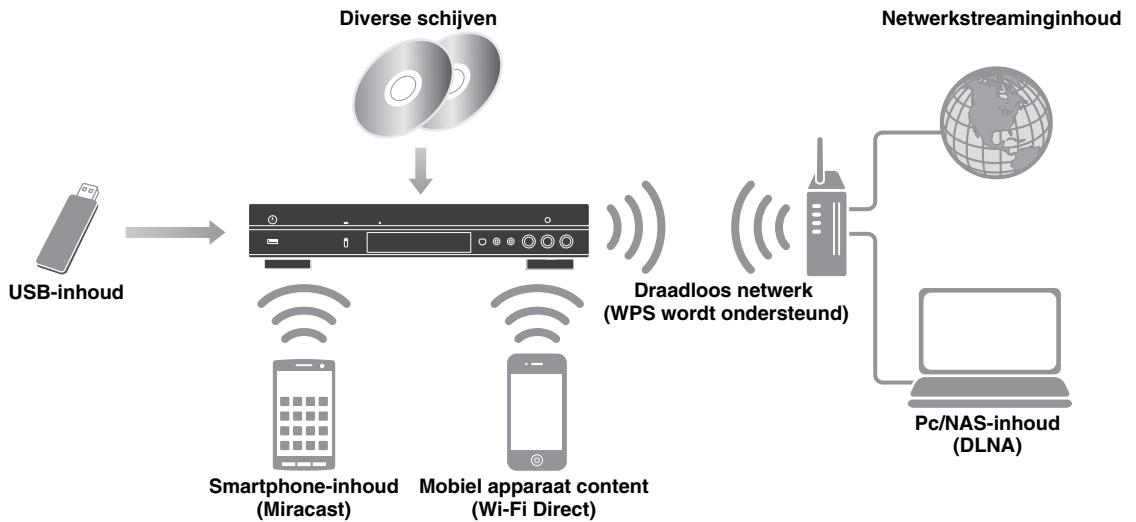 Diverse schijven
Netwerkstreaminginhoud
USB-inhoud
Draadloos netwerk
(WPS wordt ondersteund)
Pc/NAS-inhoud
(DLNA)
Smartphone-inhoud
(Miracast)
Mobiel apparaat content
(Wi-Fi Direct)